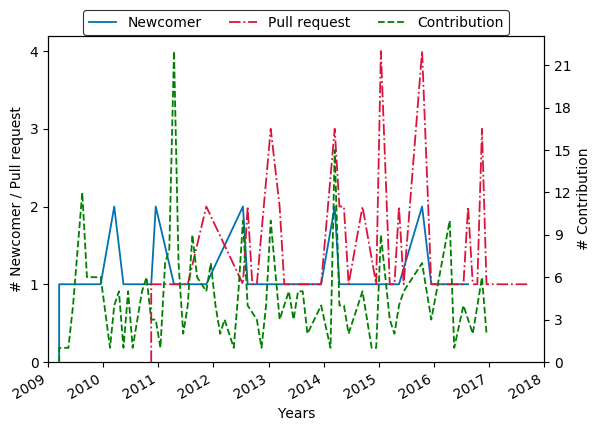 Newcomer Pull request Contribution
# Newcomer / Pull request
4
3
2
1
0
21
18
15
12
9
6
3
0
# Contribution
2009 2010 2011 2012 2013 2014 2015 2016 2017 2018
Years